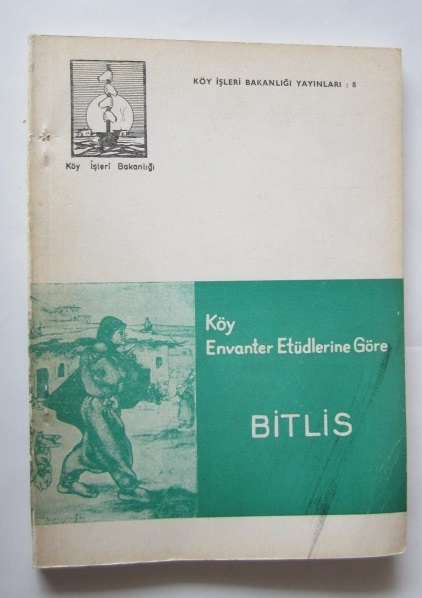 KÖY İŞLERİ BAKANLIĞI YAYINLARI : 8
Köy İşleri Bakanlığı
Köy
Envanter Etüdlerine Göre
BİTLİS